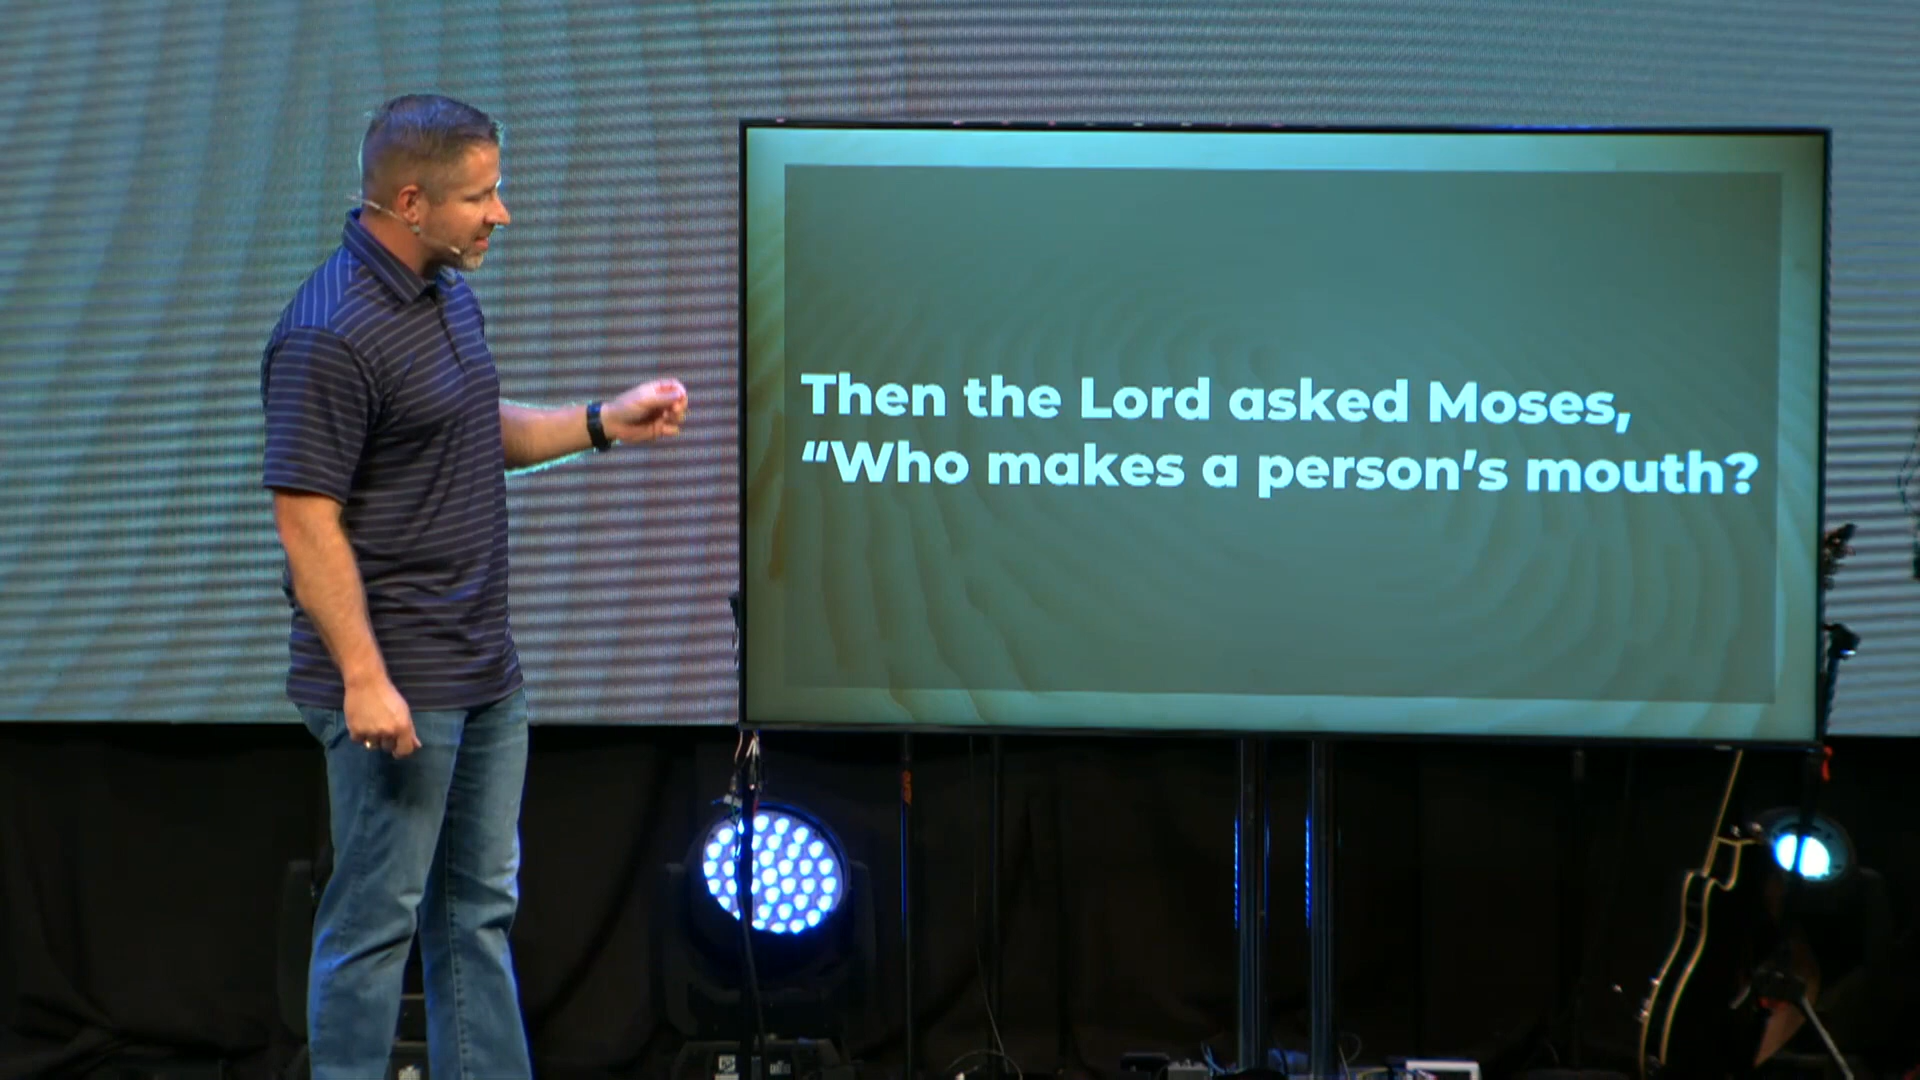 Then the Lord asked Moses,
“Who makes a person’s mouth?